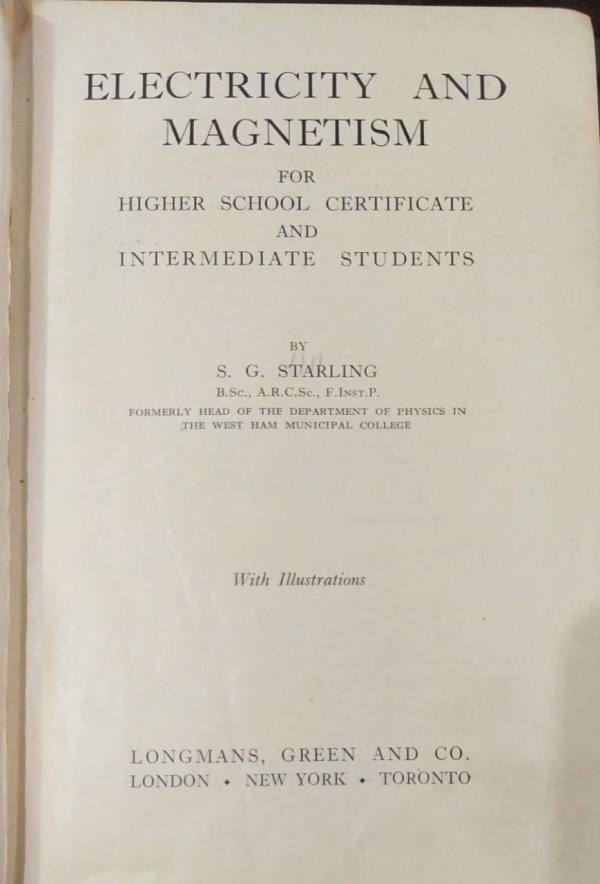 ELECTRICITY AND
MAGNETISM
FOR
HIGHER SCHOOL CERTIFICATE
AND
INTERMEDIATE STUDENTS
BY
S. G. STARLING
B.Sc., A.R.C.Sc., F.Inst.P.
FORMERLY HEAD OF THE DEPARTMENT OF PHYSICS IN
THE WEST HAM MUNICIPAL COLLEGE
With Illustrations
LONGMANS, GREEN AND CO.
LONDON ✦ NEW YORK ✦ TORONTO